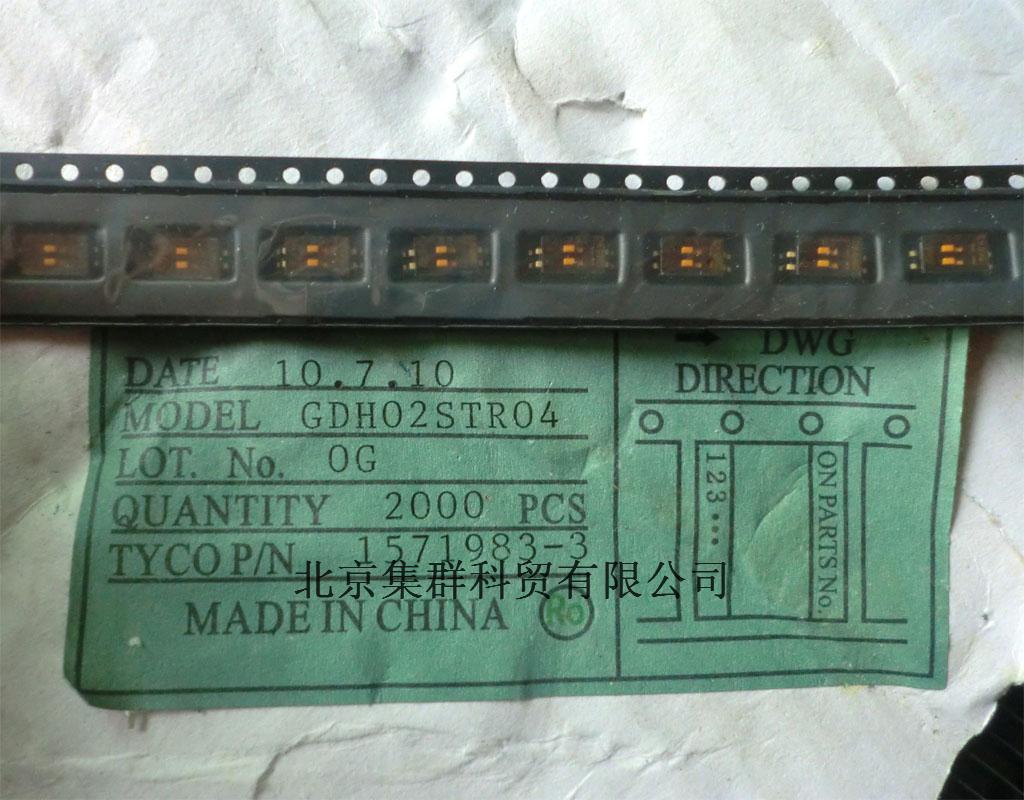 DATE 10.7.10
MODEL GDH02STR04
LOT. No. 0G
QUANTITY 2000 PCS
TYCO P/N 1571983-3
北京集群科贸有限公司
MADE IN CHINA Ro
DWG
DIRECTION
123...
ON PARTS No.